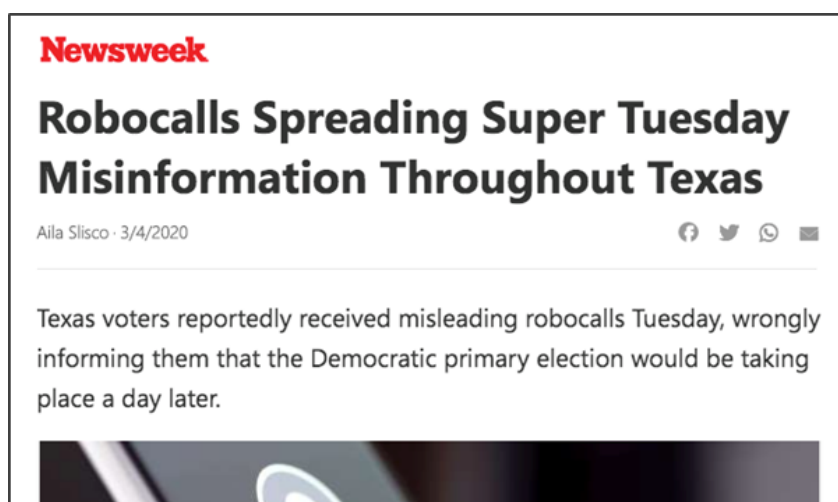 Newsweek
Robocalls Spreading Super Tuesday
Misinformation Throughout Texas
Aila Slisco · 3/4/2020
Texas voters reportedly received misleading robocalls Tuesday, wrongly
informing them that the Democratic primary election would be taking
place a day later.